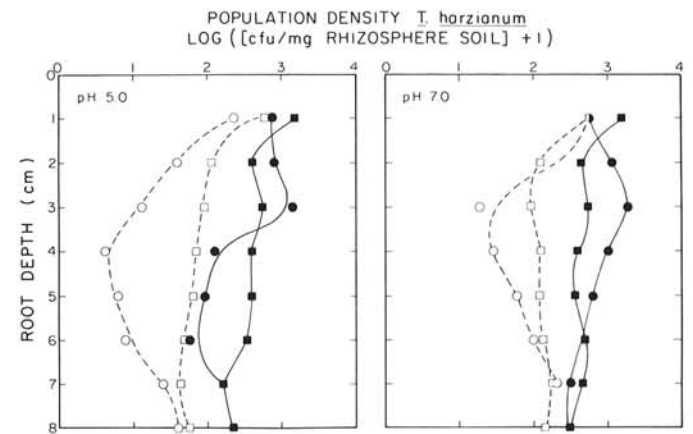 POPULATION DENSITY T. harzianum
LOG ([cfu/mg RHIZOSPHERE SOIL] +1)
0 1 2 3 4 0 1 2 3 4
0
pH 5.0 pH 7.0
1
2
3
4
5
6
7
8
ROOT DEPTH (cm)